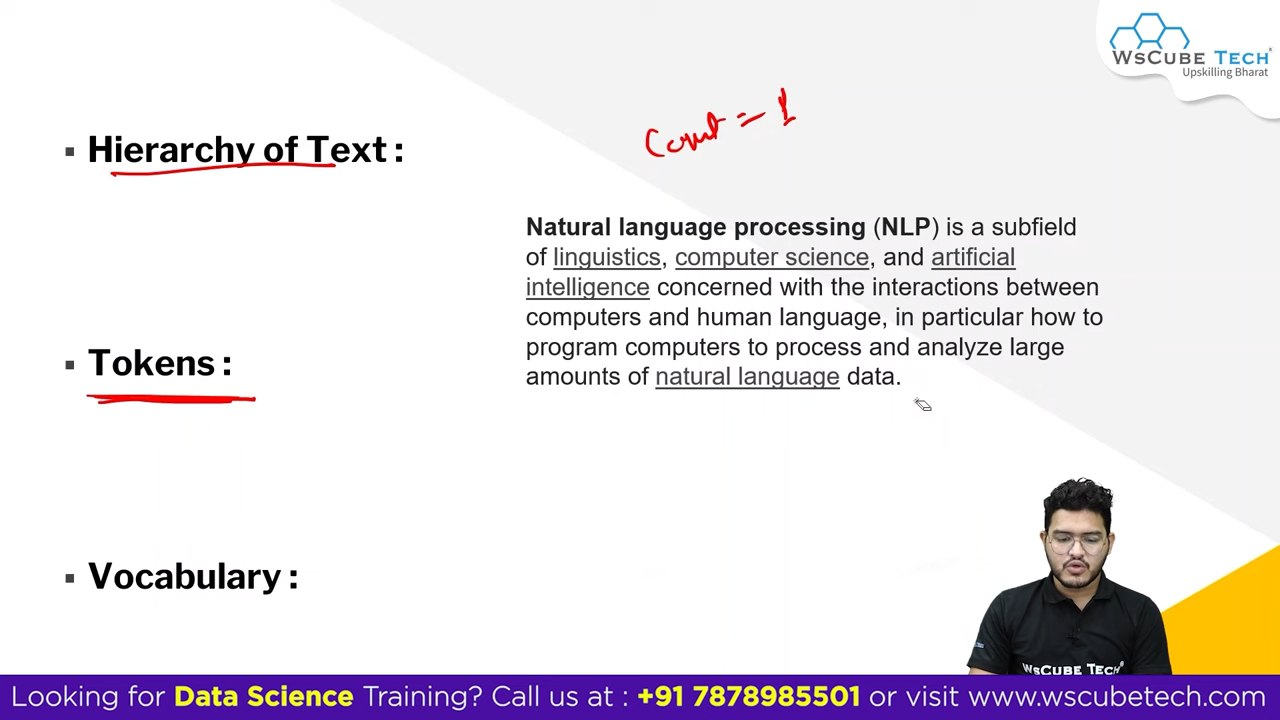 WsCube Tech
Upskilling Bharat
Count = 1
▪ Hierarchy of Text :
Natural language processing (NLP) is a subfield
of linguistics, computer science, and artificial
intelligence concerned with the interactions between
computers and human language, in particular how to
program computers to process and analyze large
amounts of natural language data.
▪ Tokens :
▪ Vocabulary :
WsCube Tech
Looking for Data Science Training? Call us at : +91 7878985501 or visit www.wscubetech.com